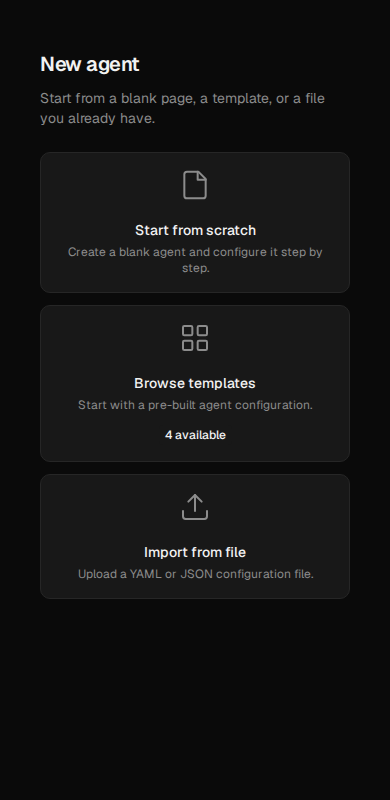 New agent
Start from a blank page, a template, or a file
you already have.
Start from scratch
Create a blank agent and configure it step by
step.
Browse templates
Start with a pre-built agent configuration.
4 available
Import from file
Upload a YAML or JSON configuration file.